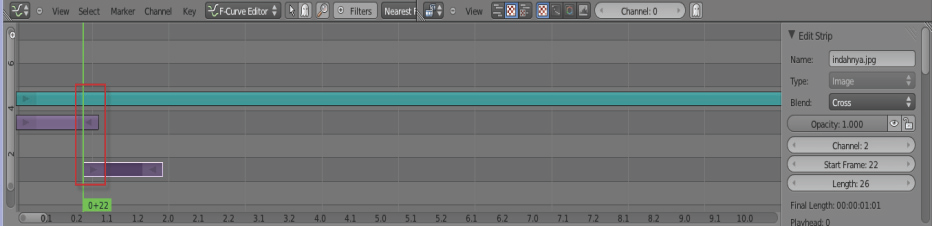 View Select Marker Channel Key F-Curve Editor Filters Nearest F View Channel: 0
6
4
2
0+22
0.1 0.2 1.1 1.2 2.0 2.1 2.2 3.1 3.2 4.0 4.1 5.0 5.1 5.2 6.1 6.2 7.0 7.1 7.2 8.1 8.2 9.0 9.1 10.0
Edit Strip
Name: indahnya.jpg
Type: Image
Blend: Cross
Opacity: 1.000
Channel: 2
Start Frame: 22
Length: 26
Final Length: 00:00:01:01
Playhead: 0